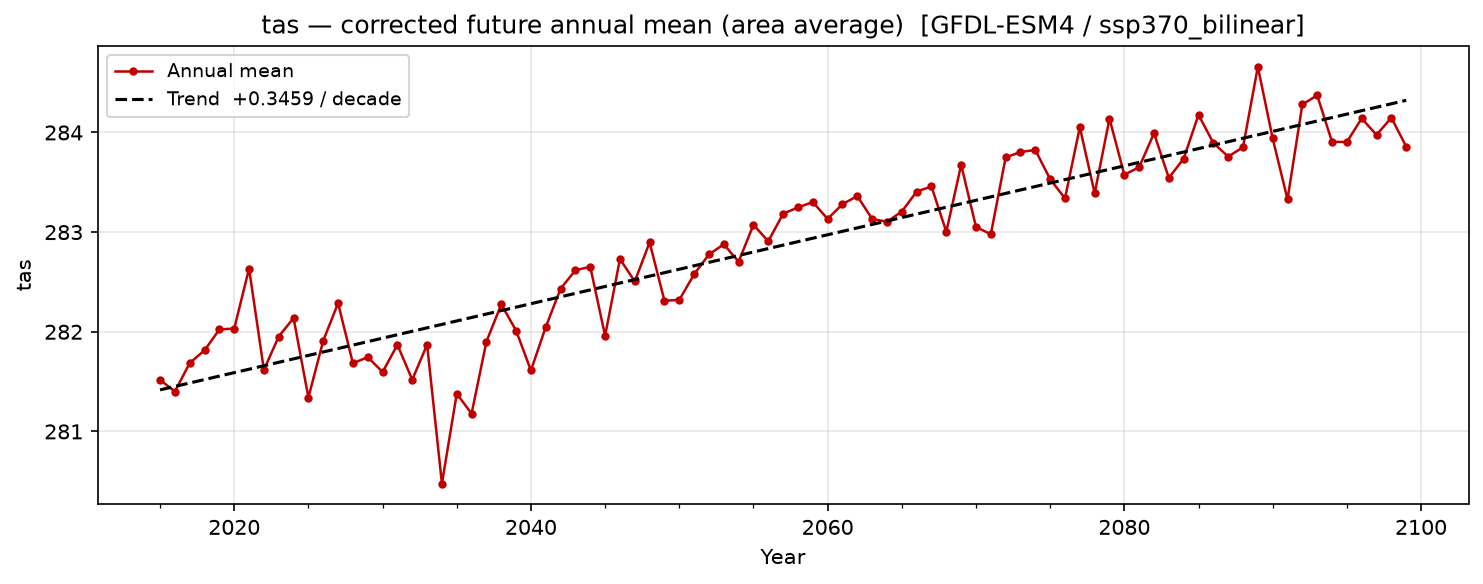 tas — corrected future annual mean (area average)  [GFDL-ESM4 / ssp370_bilinear]
Annual mean
Trend  +0.3459 / decade
tas
284
283
282
281
2020
2040
2060
2080
2100
Year